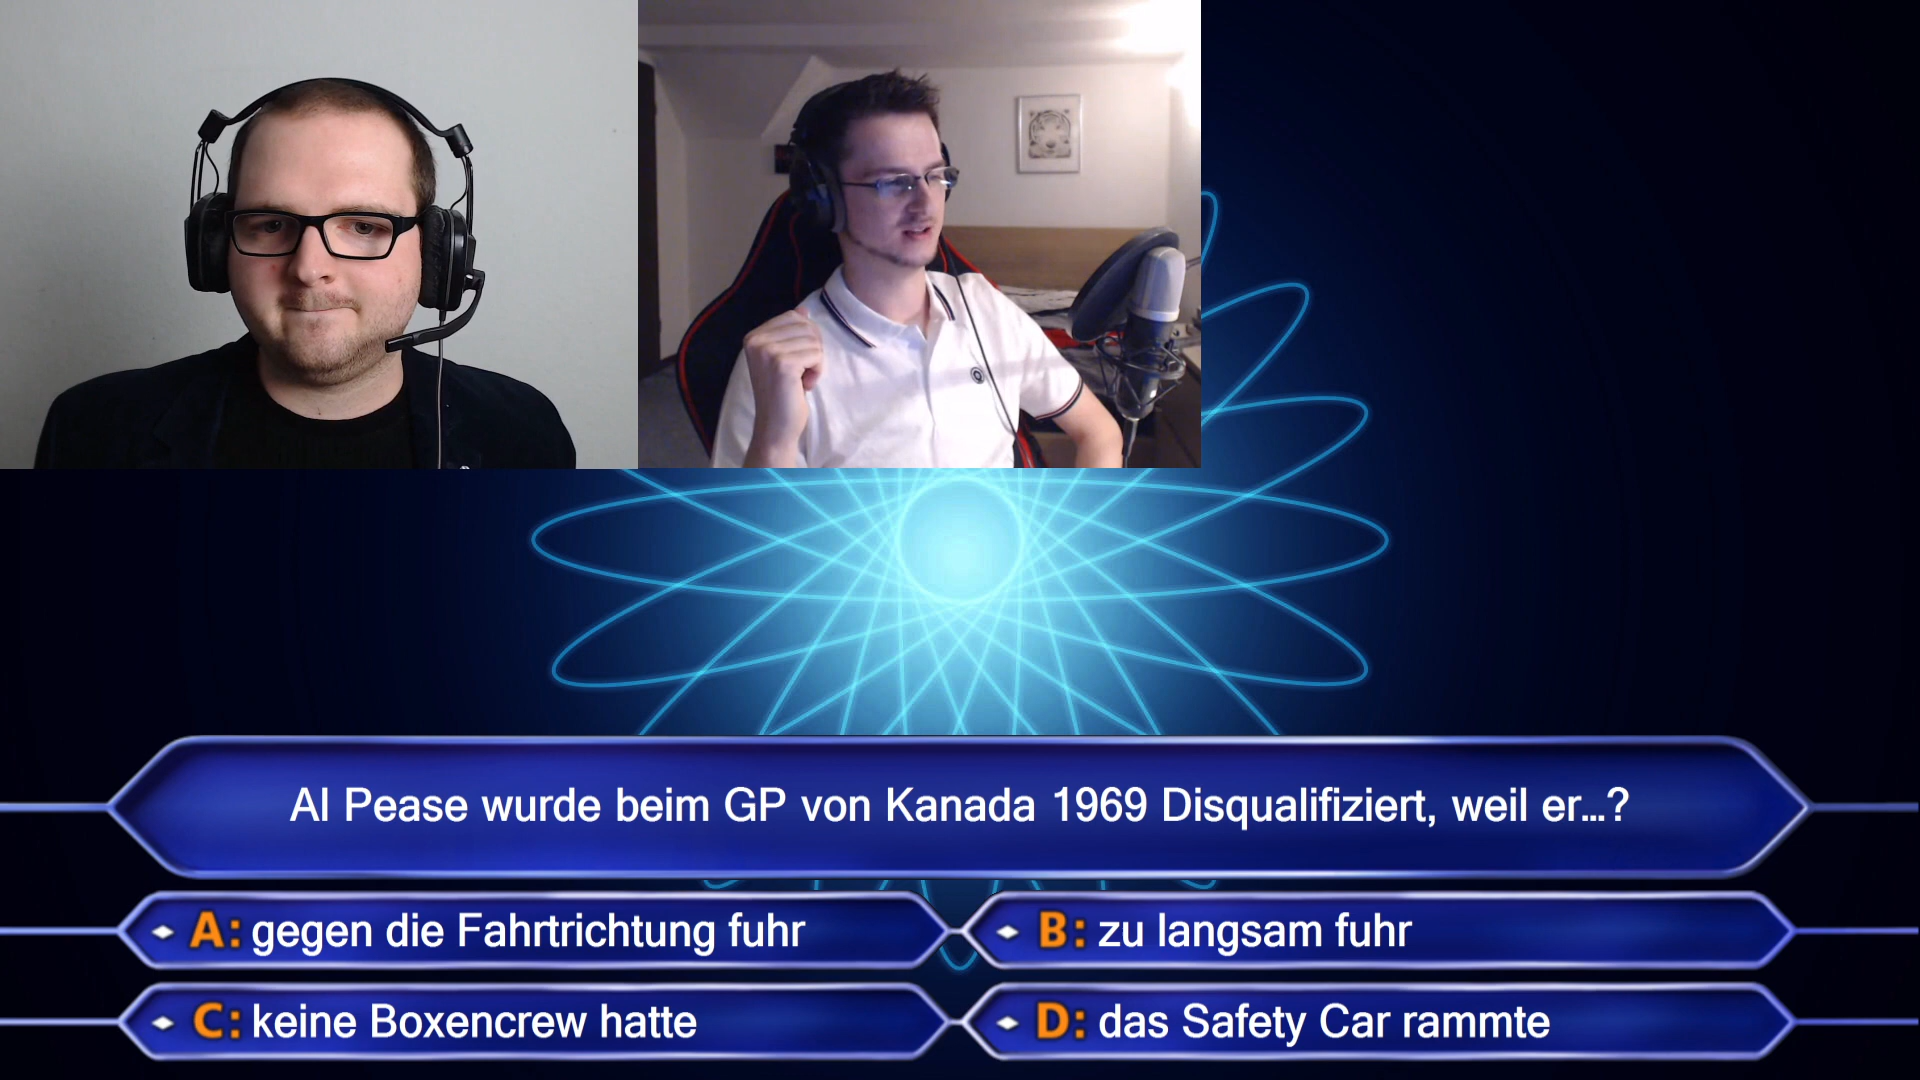 Al Pease wurde beim GP von Kanada 1969 Disqualifiziert, weil er...?
A: gegen die Fahrtrichtung fuhr
B: zu langsam fuhr
C: keine Boxencrew hatte
D: das Safety Car rammte